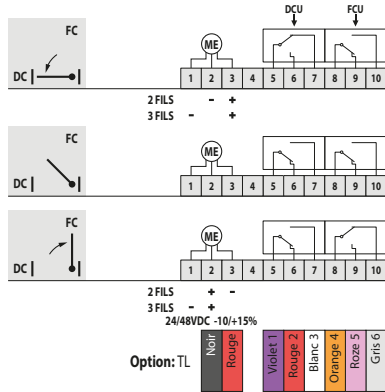 DCU FCU
FC
ME
DC
1 2 3 4 5 6 7 8 9 10
2 FILS - +
3 FILS - +
FC
ME
DC
1 2 3 4 5 6 7 8 9 10
FC
ME
DC
1 2 3 4 5 6 7 8 9 10
2 FILS + -
3 FILS - +
24/48VDC -10/+15%
Option: TL
Noir
Rouge
Violet 1
Rouge 2
Blanc 3
Orange 4
Roze 5
Gris 6